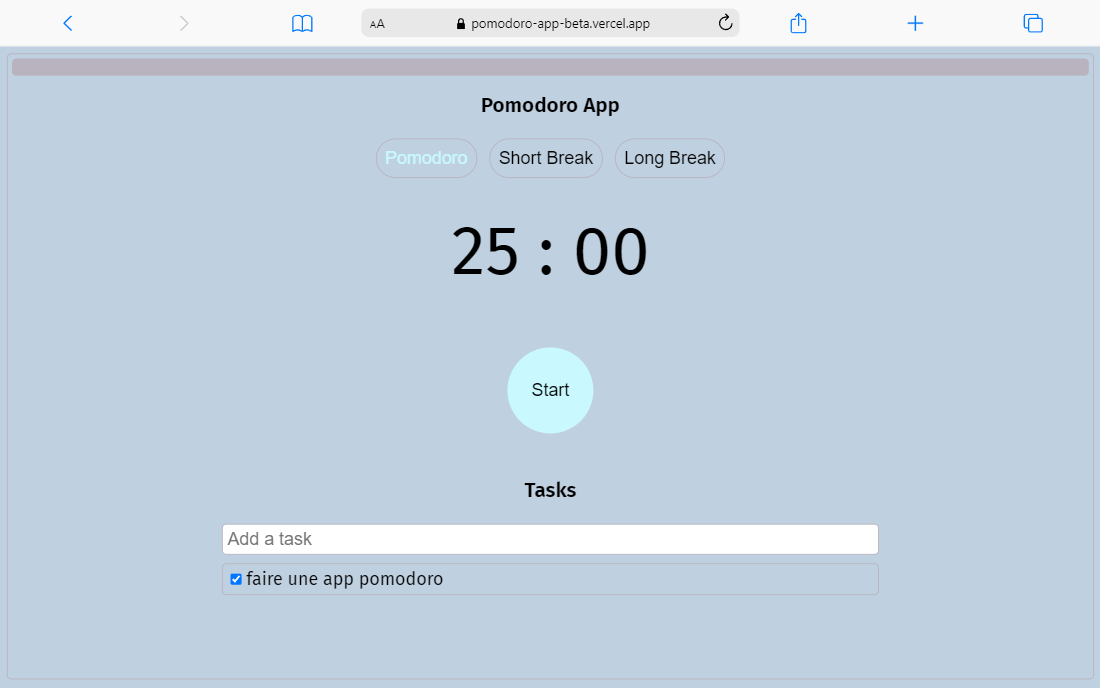 AA pomodoro-app-beta.vercel.app
Pomodoro App
Pomodoro Short Break Long Break
25 : 00
Start
Tasks
Add a task
faire une app pomodoro